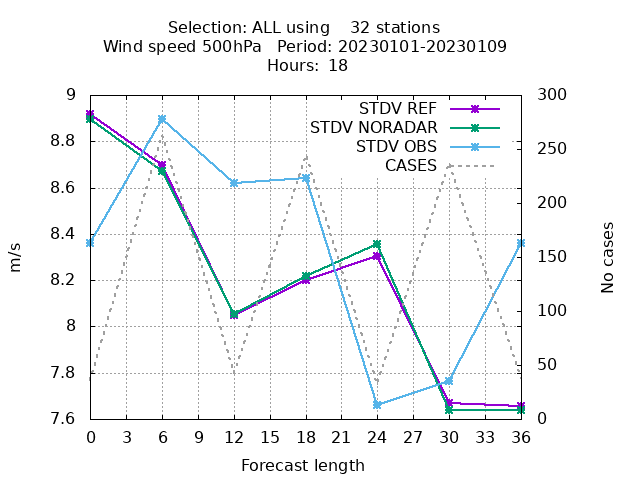 Selection: ALL using    32 stations
Wind speed 500hPa   Period: 20230101-20230109
Hours:  18
STDV REF
STDV NORADAR
STDV OBS
CASES
m/s
9
8.8
8.6
8.4
8.2
8
7.8
7.6
300
250
200
150
100
50
0
No cases
0 3 6 9 12 15 18 21 24 27 30 33 36
Forecast length